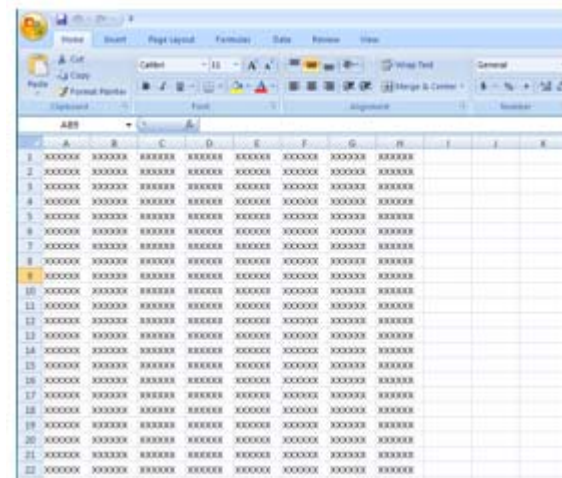 Home Insert Page Layout Formulas Data Review View
Cut
Copy
Paste
Format Painter
Calibri 11
Wrap Text
Merge & Center
General
Clipboard Font Alignment Number
AB9
A B C D E F G H I J K
1 XXXXXX XXXXXX XXXXXX XXXXXX XXXXXX XXXXXX XXXXXX XXXXXX
2 XXXXXX XXXXXX XXXXXX XXXXXX XXXXXX XXXXXX XXXXXX XXXXXX
3 XXXXXX XXXXXX XXXXXX XXXXXX XXXXXX XXXXXX XXXXXX XXXXXX
4 XXXXXX XXXXXX XXXXXX XXXXXX XXXXXX XXXXXX XXXXXX XXXXXX
5 XXXXXX XXXXXX XXXXXX XXXXXX XXXXXX XXXXXX XXXXXX XXXXXX
6 XXXXXX XXXXXX XXXXXX XXXXXX XXXXXX XXXXXX XXXXXX XXXXXX
7 XXXXXX XXXXXX XXXXXX XXXXXX XXXXXX XXXXXX XXXXXX XXXXXX
8 XXXXXX XXXXXX XXXXXX XXXXXX XXXXXX XXXXXX XXXXXX XXXXXX
9 XXXXXX XXXXXX XXXXXX XXXXXX XXXXXX XXXXXX XXXXXX XXXXXX
10 XXXXXX XXXXXX XXXXXX XXXXXX XXXXXX XXXXXX XXXXXX XXXXXX
11 XXXXXX XXXXXX XXXXXX XXXXXX XXXXXX XXXXXX XXXXXX XXXXXX
12 XXXXXX XXXXXX XXXXXX XXXXXX XXXXXX XXXXXX XXXXXX XXXXXX
13 XXXXXX XXXXXX XXXXXX XXXXXX XXXXXX XXXXXX XXXXXX XXXXXX
14 XXXXXX XXXXXX XXXXXX XXXXXX XXXXXX XXXXXX XXXXXX XXXXXX
15 XXXXXX XXXXXX XXXXXX XXXXXX XXXXXX XXXXXX XXXXXX XXXXXX
16 XXXXXX XXXXXX XXXXXX XXXXXX XXXXXX XXXXXX XXXXXX XXXXXX
17 XXXXXX XXXXXX XXXXXX XXXXXX XXXXXX XXXXXX XXXXXX XXXXXX
18 XXXXXX XXXXXX XXXXXX XXXXXX XXXXXX XXXXXX XXXXXX XXXXXX
19 XXXXXX XXXXXX XXXXXX XXXXXX XXXXXX XXXXXX XXXXXX XXXXXX
20 XXXXXX XXXXXX XXXXXX XXXXXX XXXXXX XXXXXX XXXXXX XXXXXX
21 XXXXXX XXXXXX XXXXXX XXXXXX XXXXXX XXXXXX XXXXXX XXXXXX
22 XXXXXX XXXXXX XXXXXX XXXXXX XXXXXX XXXXXX XXXXXX XXXXXX